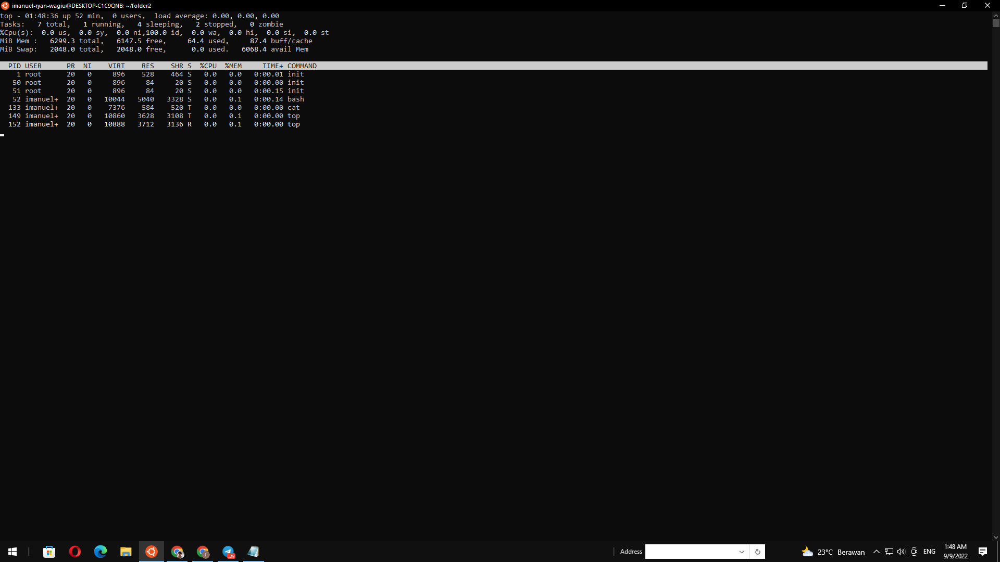 imanuel-ryan-wagiu@DESKTOP-C1C9QNB: ~/folder2
top - 01:48:36 up 52 min,  0 users,  load average: 0.00, 0.00, 0.00
Tasks:   7 total,   1 running,   4 sleeping,   2 stopped,   0 zombie
%Cpu(s):  0.0 us,  0.0 sy,  0.0 ni,100.0 id,  0.0 wa,  0.0 hi,  0.0 si,  0.0 st
MiB Mem :   6299.3 total,   6147.5 free,     64.4 used,     87.4 buff/cache
MiB Swap:   2048.0 total,   2048.0 free,      0.0 used.   6068.4 avail Mem
  PID USER      PR  NI    VIRT    RES    SHR S  %CPU  %MEM     TIME+ COMMAND
    1 root      20   0     896    528    464 S   0.0   0.0   0:00.01 init
   50 root      20   0     896     84     20 S   0.0   0.0   0:00.00 init
   51 root      20   0     896     84     20 S   0.0   0.0   0:00.15 init
   52 imanuel+  20   0   10044   5040   3328 S   0.0   0.1   0:00.14 bash
  133 imanuel+  20   0    7376    584    520 T   0.0   0.0   0:00.00 cat
  149 imanuel+  20   0   10860   3628   3108 T   0.0   0.1   0:00.00 top
  152 imanuel+  20   0   10888   3712   3136 R   0.0   0.1   0:00.00 top
Address
23°C Berawan
ENG
1:48 AM
9/9/2022